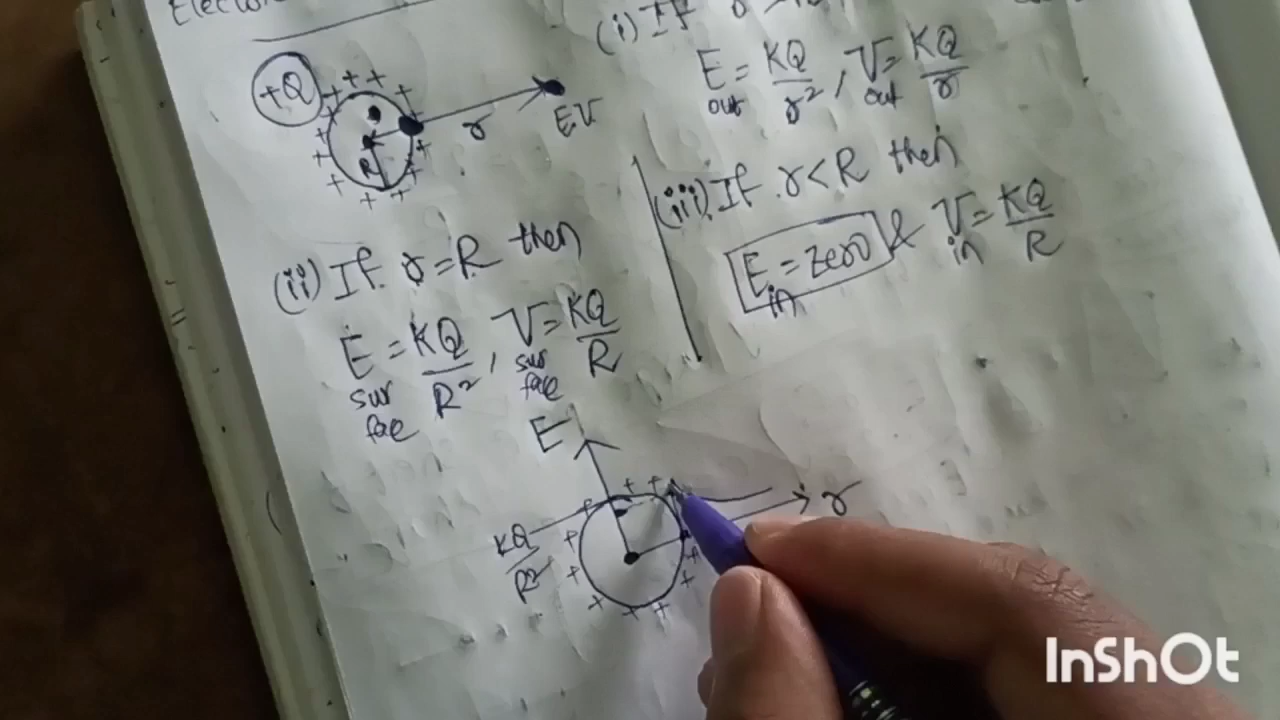 +Q
R
r
E V
(i) If r
E out = KQ/r², V out = KQ/r
(ii) If r=R then
E surface = KQ/R², V surface = KQ/R
(iii) If r<R then
E in = Zero & V in = KQ/R
E
r
KQ/R²
InShOt